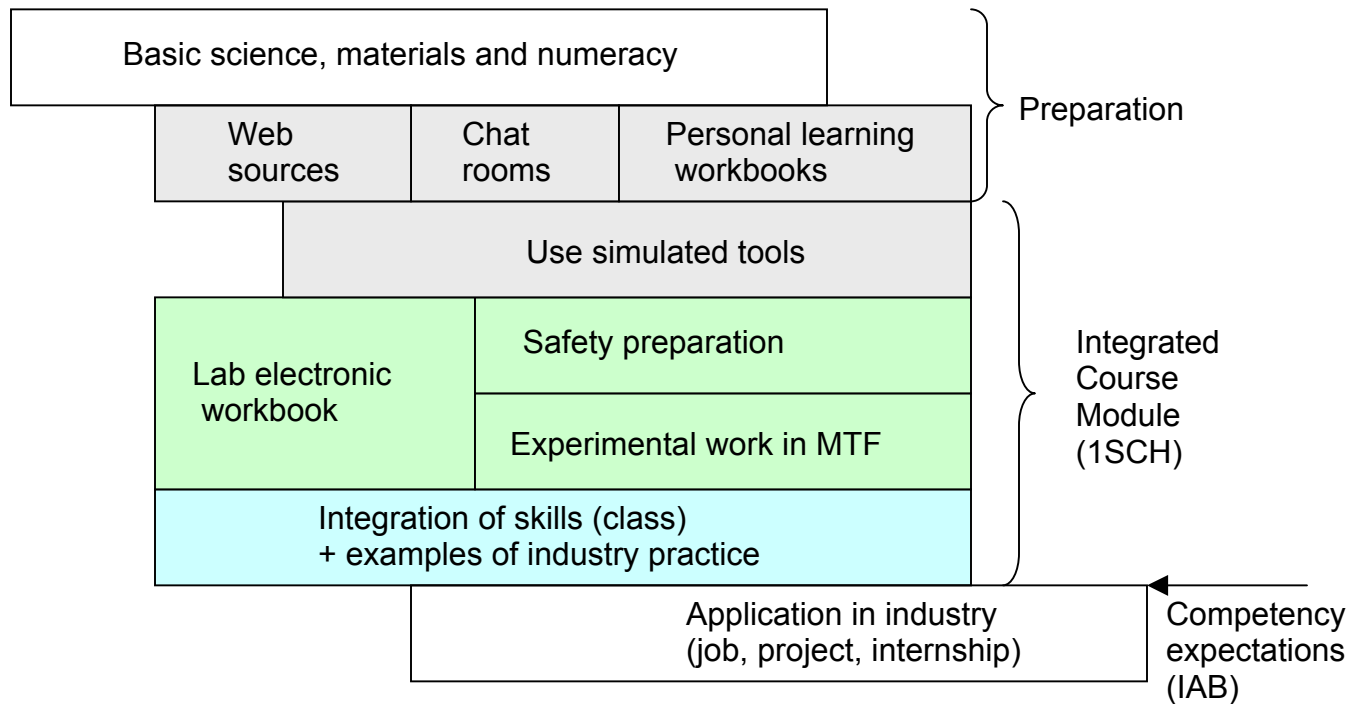 Basic science, materials and numeracy
Preparation
Web
sources
Chat
rooms
Personal learning
workbooks
Use simulated tools
Lab electronic
workbook
Safety preparation
Experimental work in MTF
Integrated
Course
Module
(1SCH)
Integration of skills (class)
+ examples of industry practice
Application in industry
(job, project, internship)
Competency
expectations
(IAB)